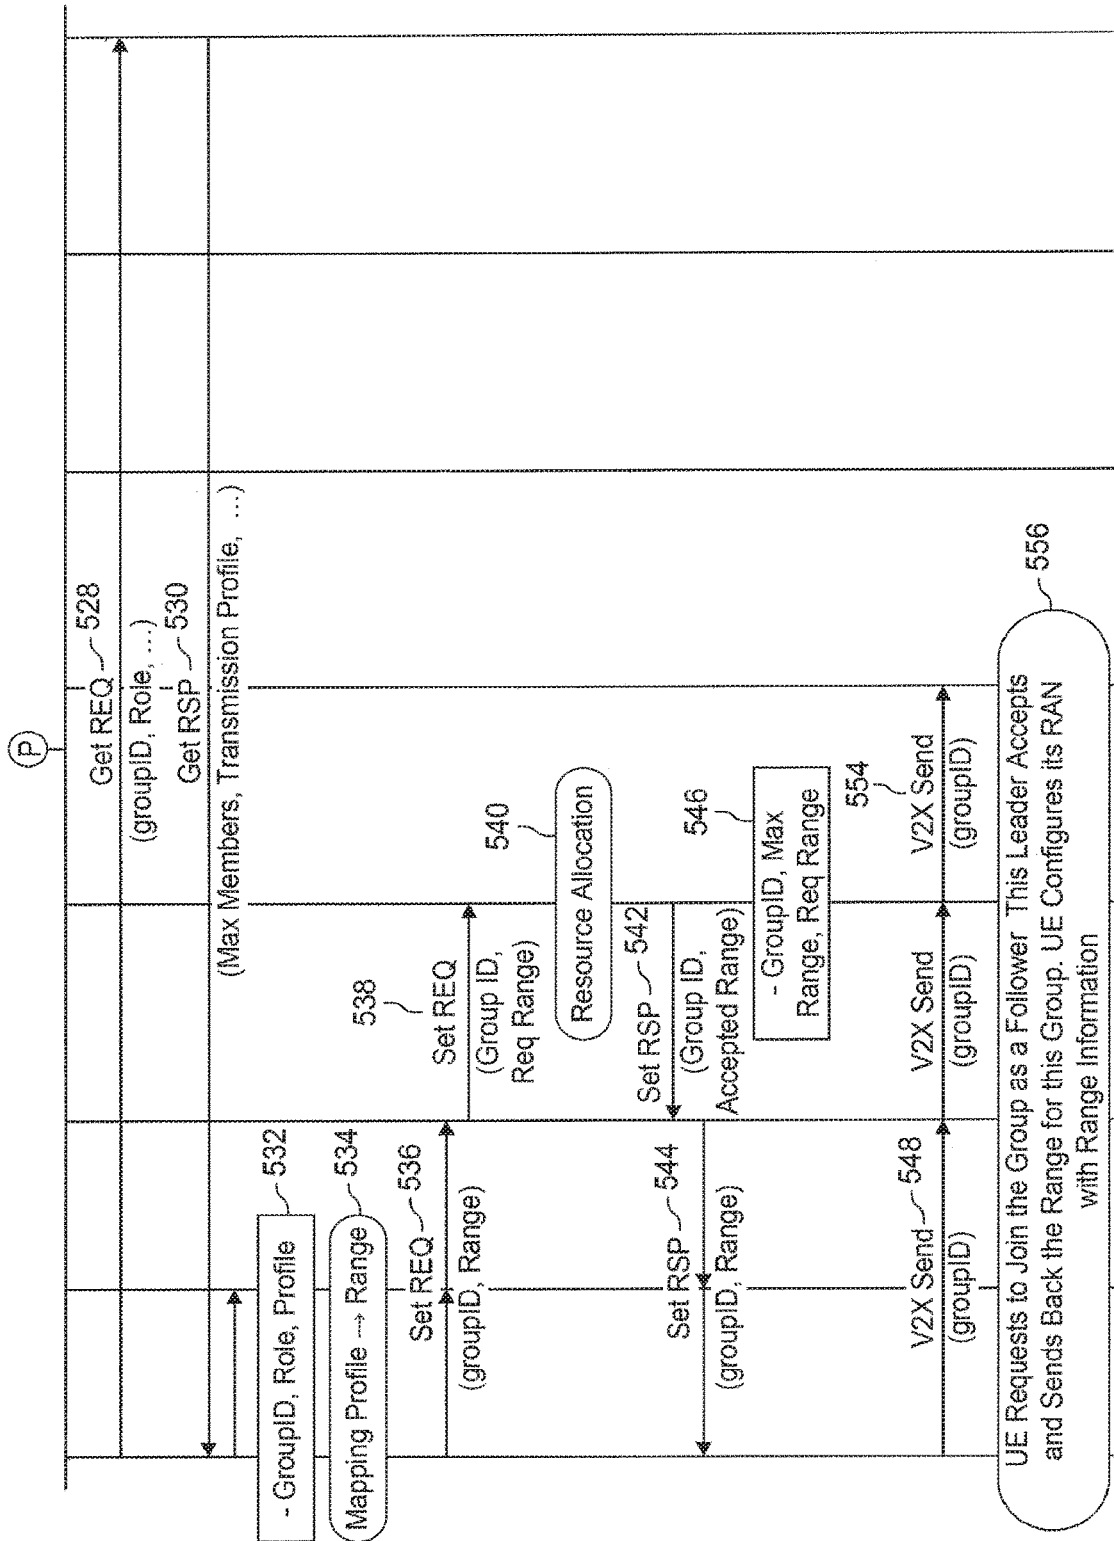 P
Get REQ 528
(groupID, Role, ...)
Get RSP 530
(Max Members, Transmission Profile, ...)
- GroupID, Role, Profile
532
Mapping Profile → Range
534
Set REQ 536
(groupID, Range)
538
Set REQ
(Group ID,
Req Range)
540
Resource Allocation
Set RSP 542
(Group ID,
Accepted Range)
Set RSP 544
(groupID, Range)
546
- GroupID, Max
Range, Req Range
V2X Send 548
(groupID)
V2X Send
(groupID)
554
V2X Send
(groupID)
UE Requests to Join the Group as a Follower This Leader Accepts
and Sends Back the Range for this Group. UE Configures its RAN
with Range Information
556